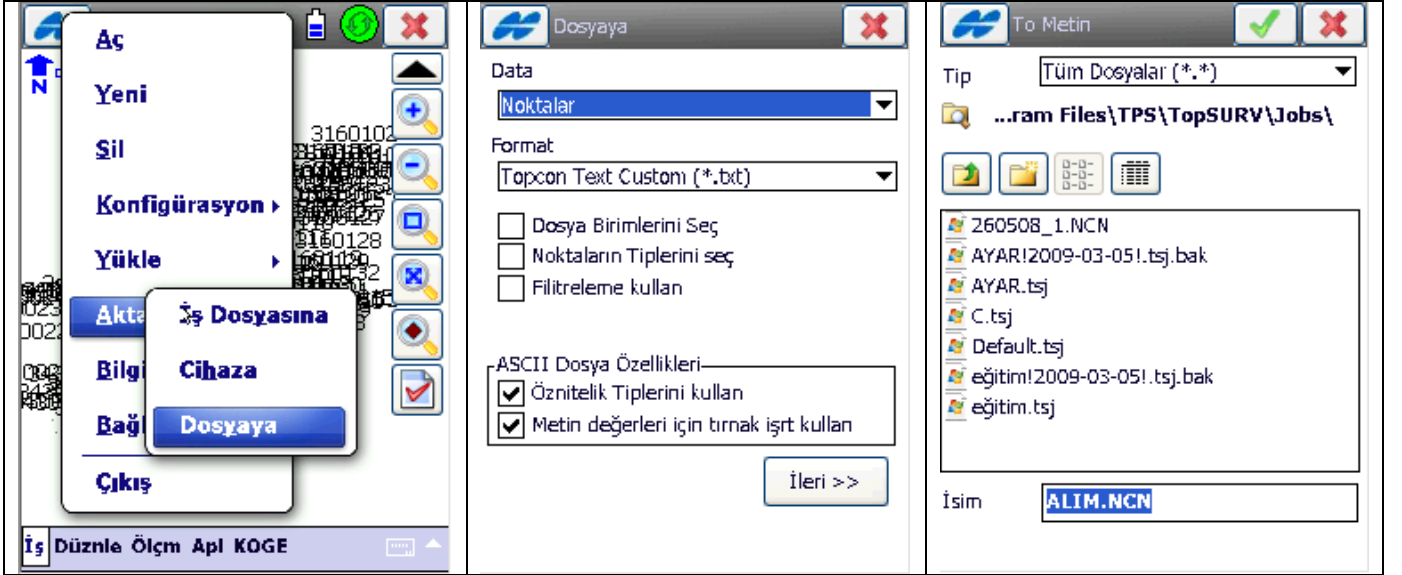 Aç
Yeni
Sil
Konfigürasyon
Yükle
Akta
İş Dosyasına
Cihaza
Dosyaya
Bilgi
Bağl
Çıkış
N
3160102
3160128
İş Düznle Ölçm Apl KOGE
Dosyaya
Data
Noktalar
Format
Topcon Text Custom (*.txt)
Dosya Birimlerini Seç
Noktaların Tiplerini seç
Filitreleme kullan
ASCII Dosya Özellikleri
Öznitelik Tiplerini kullan
Metin değerleri için tırnak işrt kullan
İleri >>
To Metin
Tip Tüm Dosyalar (*.*)
...ram Files\TPS\TopSURV\Jobs\
260508_1.NCN
AYAR!2009-03-05!.tsj.bak
AYAR.tsj
C.tsj
Default.tsj
eğitim!2009-03-05!.tsj.bak
eğitim.tsj
İsim ALIM.NCN